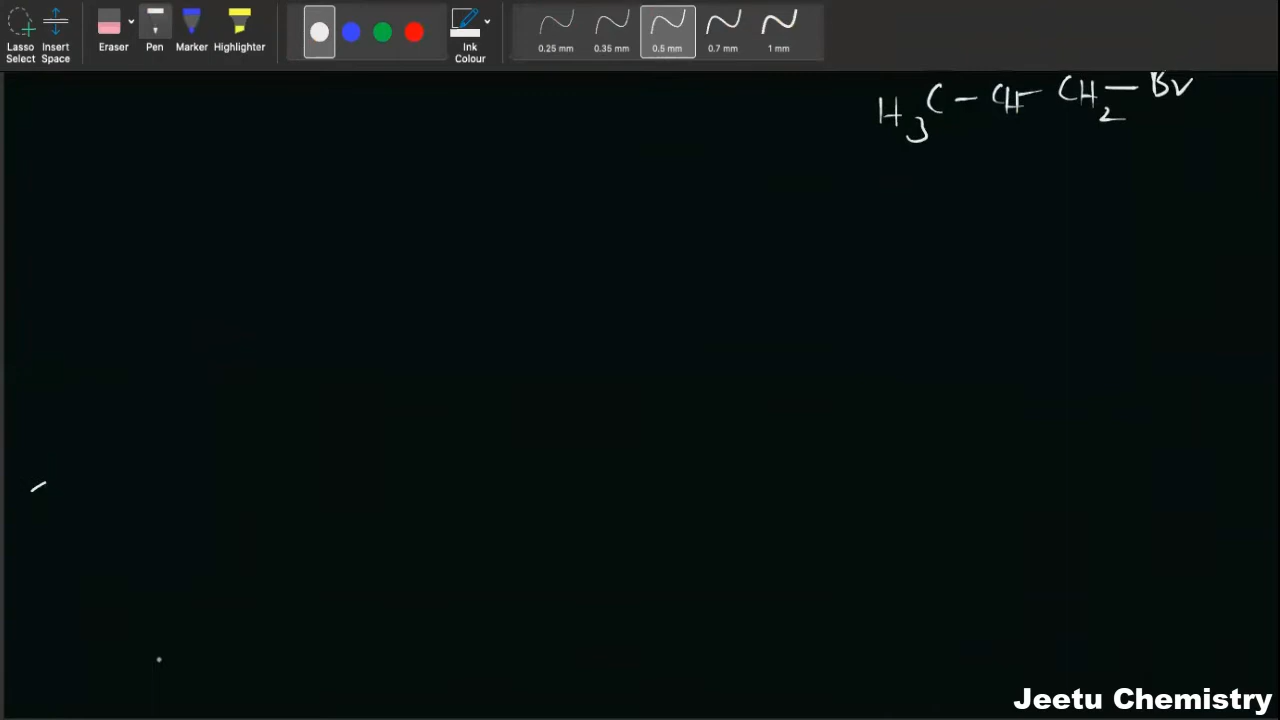 Lasso Select
Insert Space
Eraser
Pen
Marker
Highlighter
Ink Colour
0.25 mm
0.35 mm
0.5 mm
0.7 mm
1 mm
H3C - CH - CH2 - Br
Jeetu Chemistry